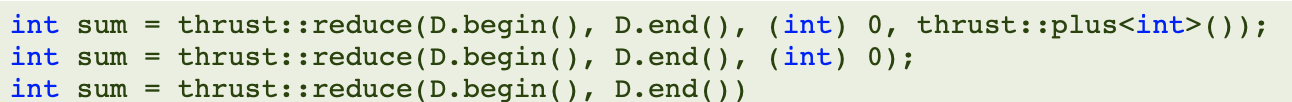 int sum = thrust::reduce(D.begin(), D.end(), (int) 0, thrust::plus<int>());
int sum = thrust::reduce(D.begin(), D.end(), (int) 0);
int sum = thrust::reduce(D.begin(), D.end())